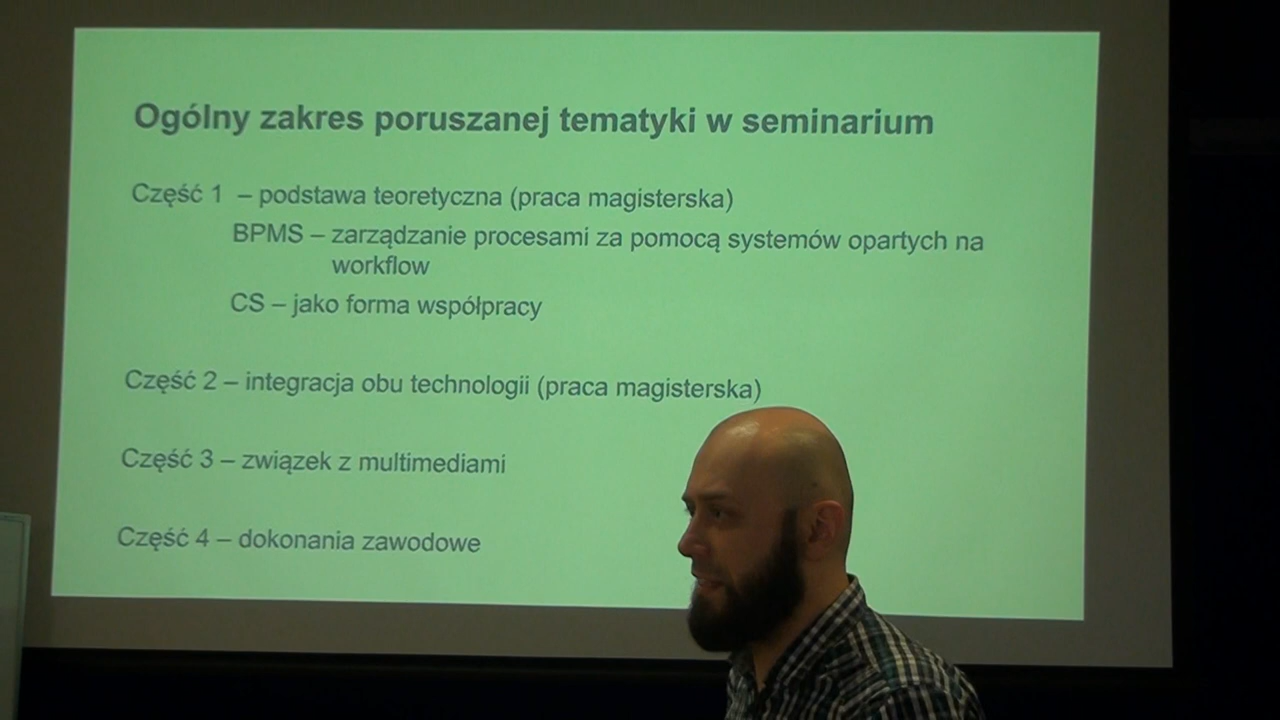 Ogólny zakres poruszanej tematyki w seminarium
Część 1 – podstawa teoretyczna (praca magisterska)
BPMS – zarządzanie procesami za pomocą systemów opartych na
workflow
CS – jako forma współpracy
Część 2 – integracja obu technologii (praca magisterska)
Część 3 – związek z multimediami
Część 4 – dokonania zawodowe